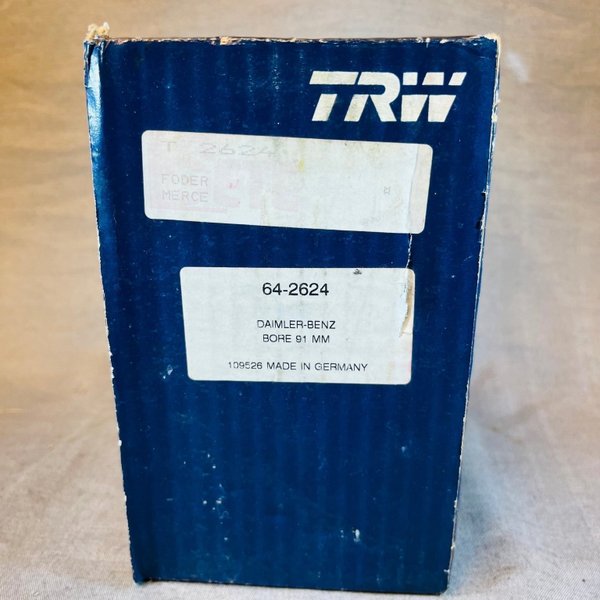 TRW
T 2624
FODER
MERCE
64-2624
DAIMLER-BENZ
BORE 91 MM
109526 MADE IN GERMANY